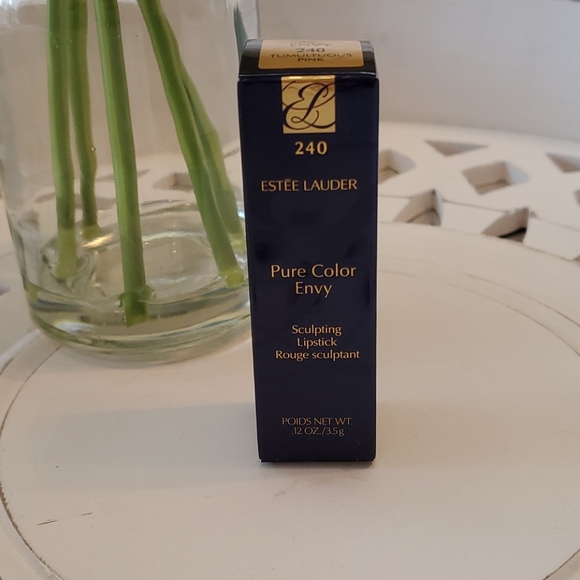 ENVY
240
TUMULTUOUS
PINK
240
ESTĒE LAUDER
Pure Color
Envy
Sculpting
Lipstick
Rouge sculptant
POIDS NET WT.
.12 OZ./3.5g